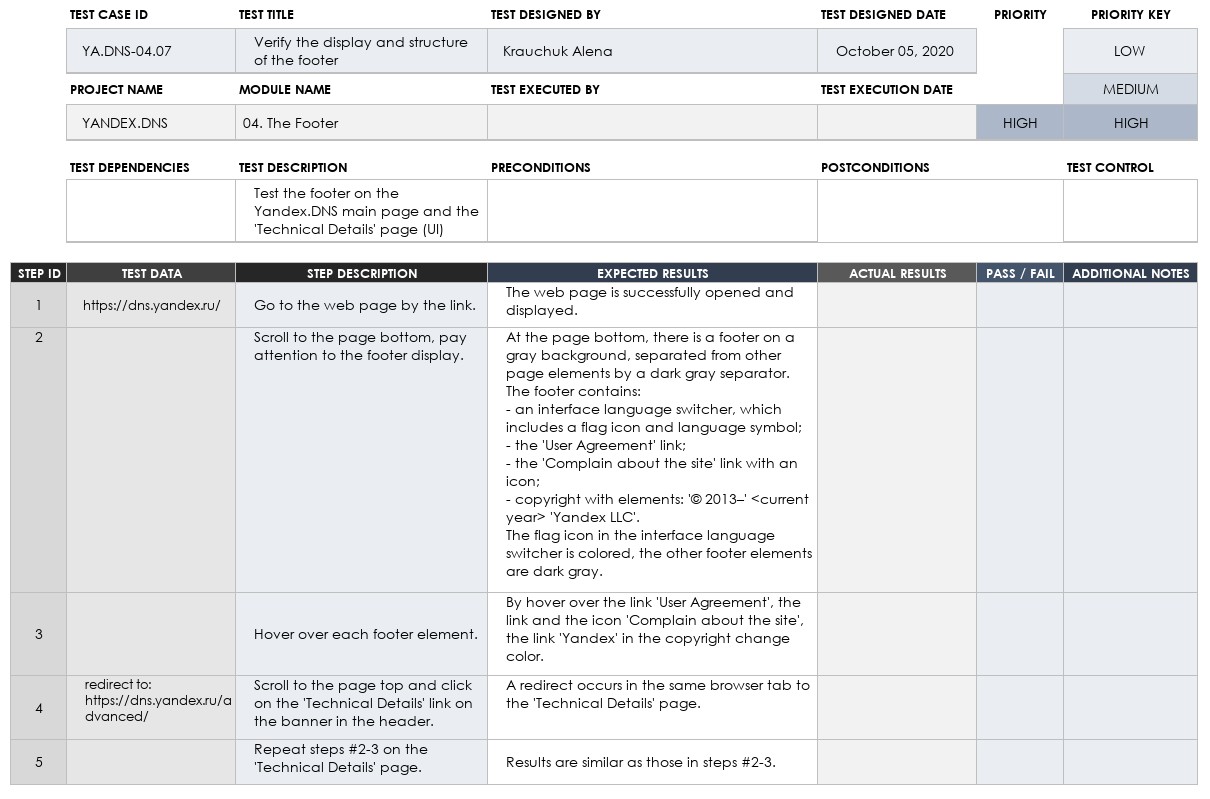 TEST CASE ID TEST TITLE TEST DESIGNED BY TEST DESIGNED DATE PRIORITY PRIORITY KEY
YA.DNS-04.07
Verify the display and structure
of the footer
Krauchuk Alena
October 05, 2020
LOW
MEDIUM
PROJECT NAME MODULE NAME TEST EXECUTED BY TEST EXECUTION DATE
YANDEX.DNS 04. The Footer HIGH HIGH
TEST DEPENDENCIES TEST DESCRIPTION PRECONDITIONS POSTCONDITIONS TEST CONTROL
Test the footer on the
Yandex.DNS main page and the
'Technical Details' page (UI)
STEP ID TEST DATA STEP DESCRIPTION EXPECTED RESULTS ACTUAL RESULTS PASS / FAIL ADDITIONAL NOTES
1
https://dns.yandex.ru/
Go to the web page by the link.
The web page is successfully opened and
displayed.
2
Scroll to the page bottom, pay
attention to the footer display.
At the page bottom, there is a footer on a
gray background, separated from other
page elements by a dark gray separator.
The footer contains:
- an interface language switcher, which
includes a flag icon and language symbol;
- the 'User Agreement' link;
- the 'Complain about the site' link with an
icon;
- copyright with elements: '© 2013–' <current
year> 'Yandex LLC'.
The flag icon in the interface language
switcher is colored, the other footer elements
are dark gray.
3
Hover over each footer element.
By hover over the link 'User Agreement', the
link and the icon 'Complain about the site',
the link 'Yandex' in the copyright change
color.
4
redirect to:
https://dns.yandex.ru/a
dvanced/
Scroll to the page top and click
on the 'Technical Details' link on
the banner in the header.
A redirect occurs in the same browser tab to
the 'Technical Details' page.
5
Repeat steps #2-3 on the
'Technical Details' page.
Results are similar as those in steps #2-3.